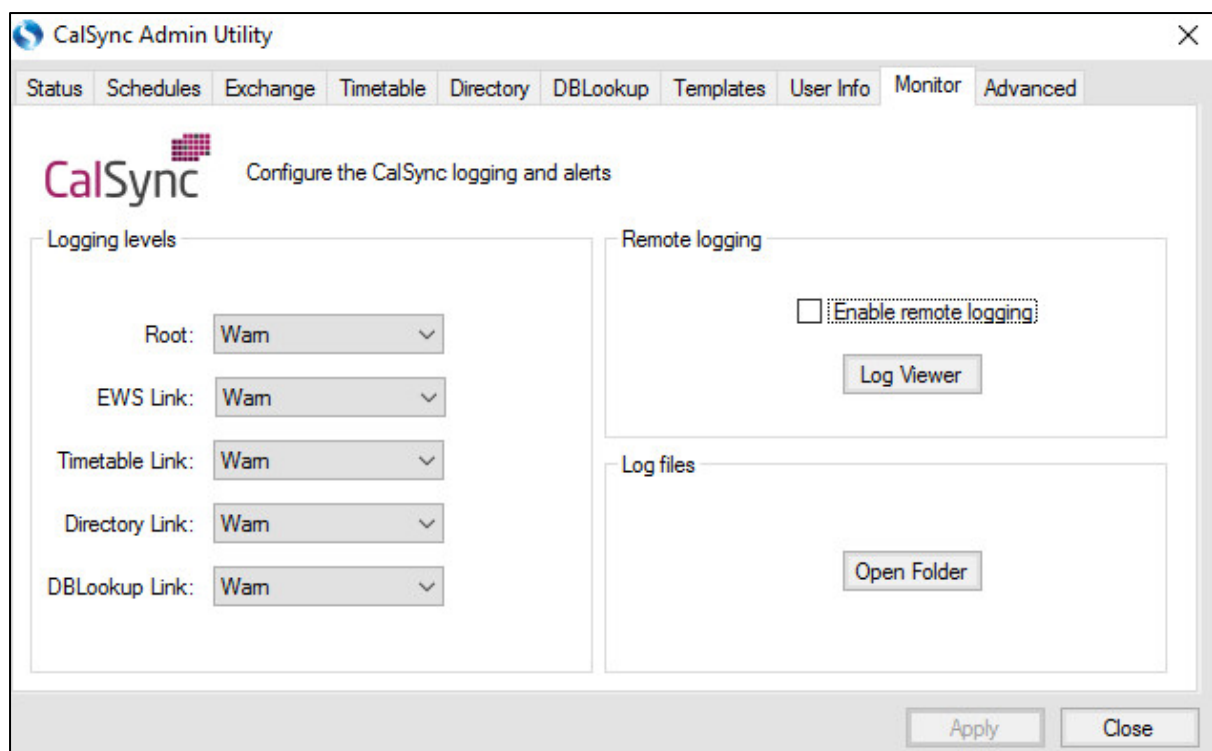 CalSync Admin Utility
Status Schedules Exchange Timetable Directory DBLookup Templates User Info Monitor Advanced
CalSync
Configure the CalSync logging and alerts
Logging levels
Root: Warn
EWS Link: Warn
Timetable Link: Warn
Directory Link: Warn
DBLookup Link: Warn
Remote logging
Enable remote logging
Log Viewer
Log files
Open Folder
Apply Close